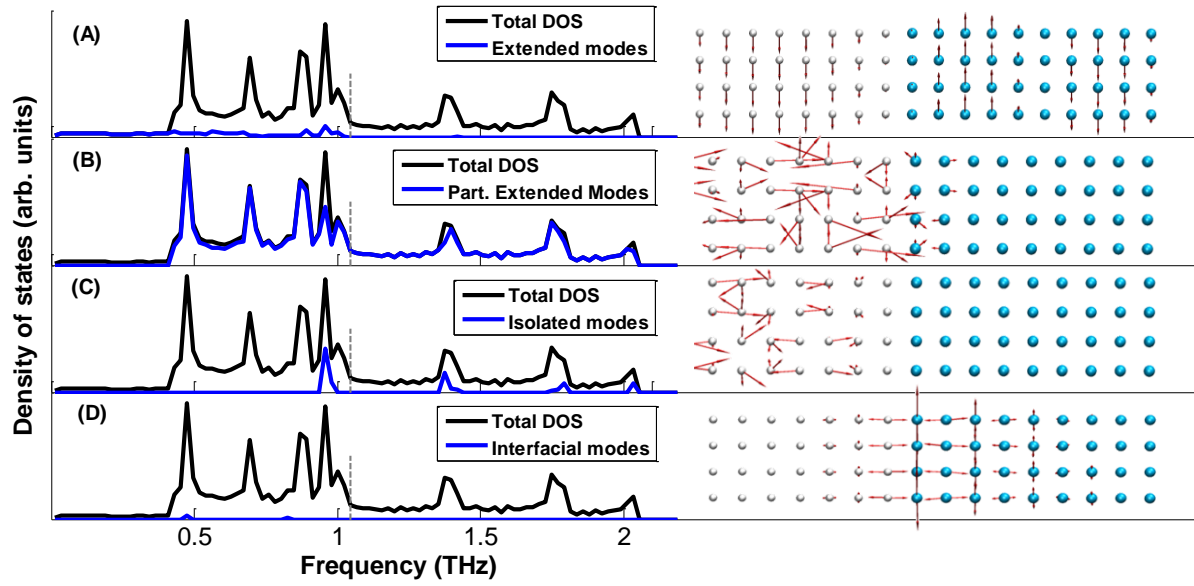 (A)
Total DOS
Extended modes
(B)
Total DOS
Part. Extended Modes
(C)
Total DOS
Isolated modes
(D)
Total DOS
Interfacial modes
Density of states (arb. units)
0.5 1 1.5 2
Frequency (THz)